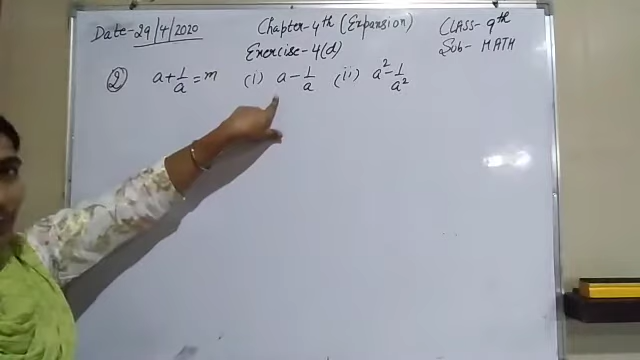 Date-29/4/2020 Chapter-4th (Expansion) CLASS-9th
Exercise-4(d) Sub- MATH
Q a+1/a=m (i) a-1/a (ii) a²-1/a²